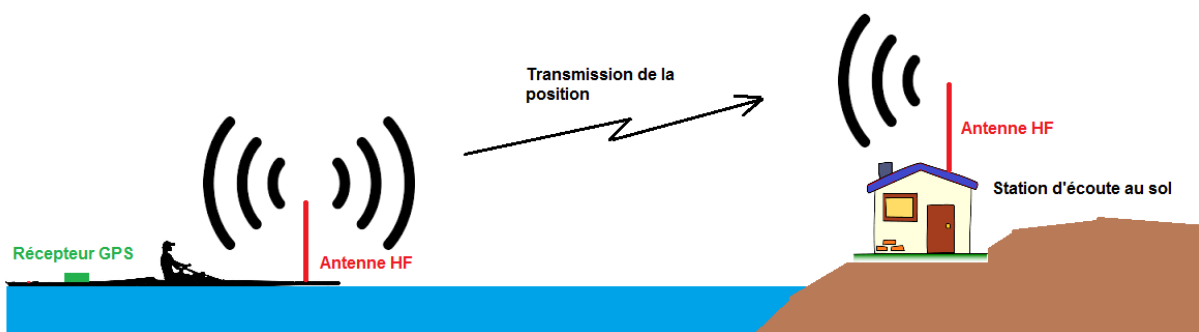 Transmission de la
position
Antenne HF
Station d'écoute au sol
Récepteur GPS
Antenne HF